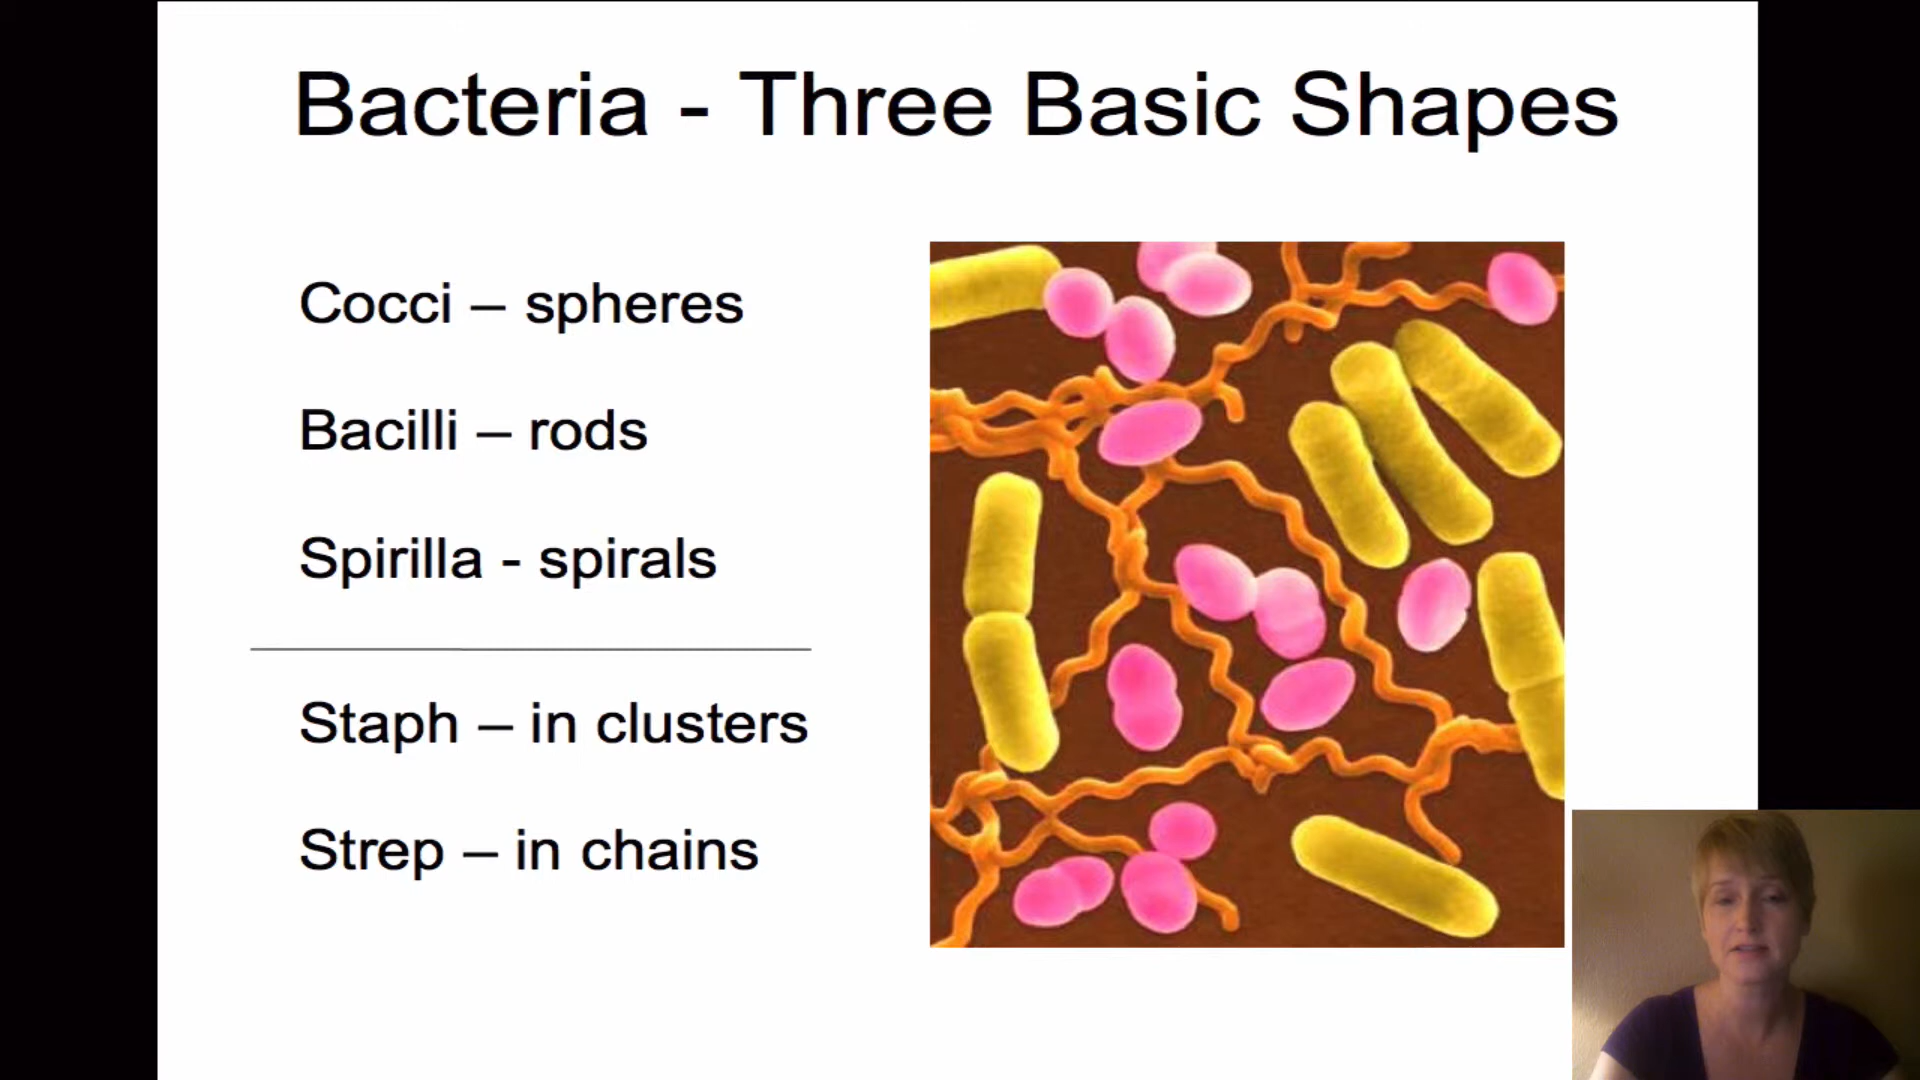 Bacteria - Three Basic Shapes
Cocci – spheres
Bacilli – rods
Spirilla - spirals
Staph – in clusters
Strep – in chains